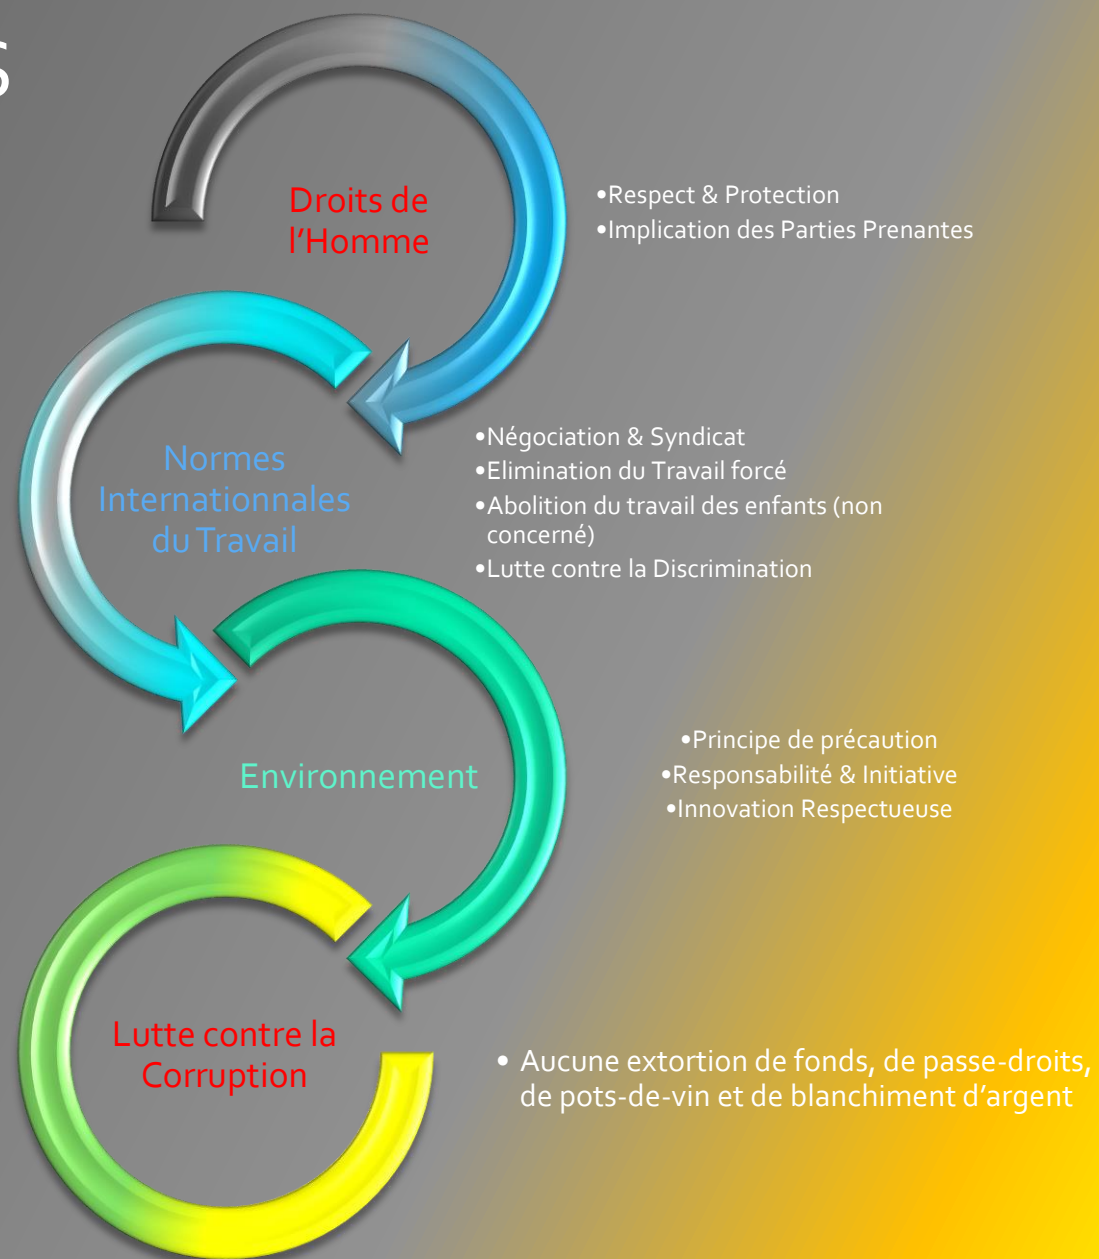 S
Droits de
l’Homme
•Respect & Protection
•Implication des Parties Prenantes
Normes
Internationnales
du Travail
•Négociation & Syndicat
•Elimination du Travail forcé
•Abolition du travail des enfants (non
concerné)
•Lutte contre la Discrimination
Environnement
•Principe de précaution
•Responsabilité & Initiative
•Innovation Respectueuse
Lutte contre la
Corruption
• Aucune extortion de fonds, de passe-droits,
de pots-de-vin et de blanchiment d’argent